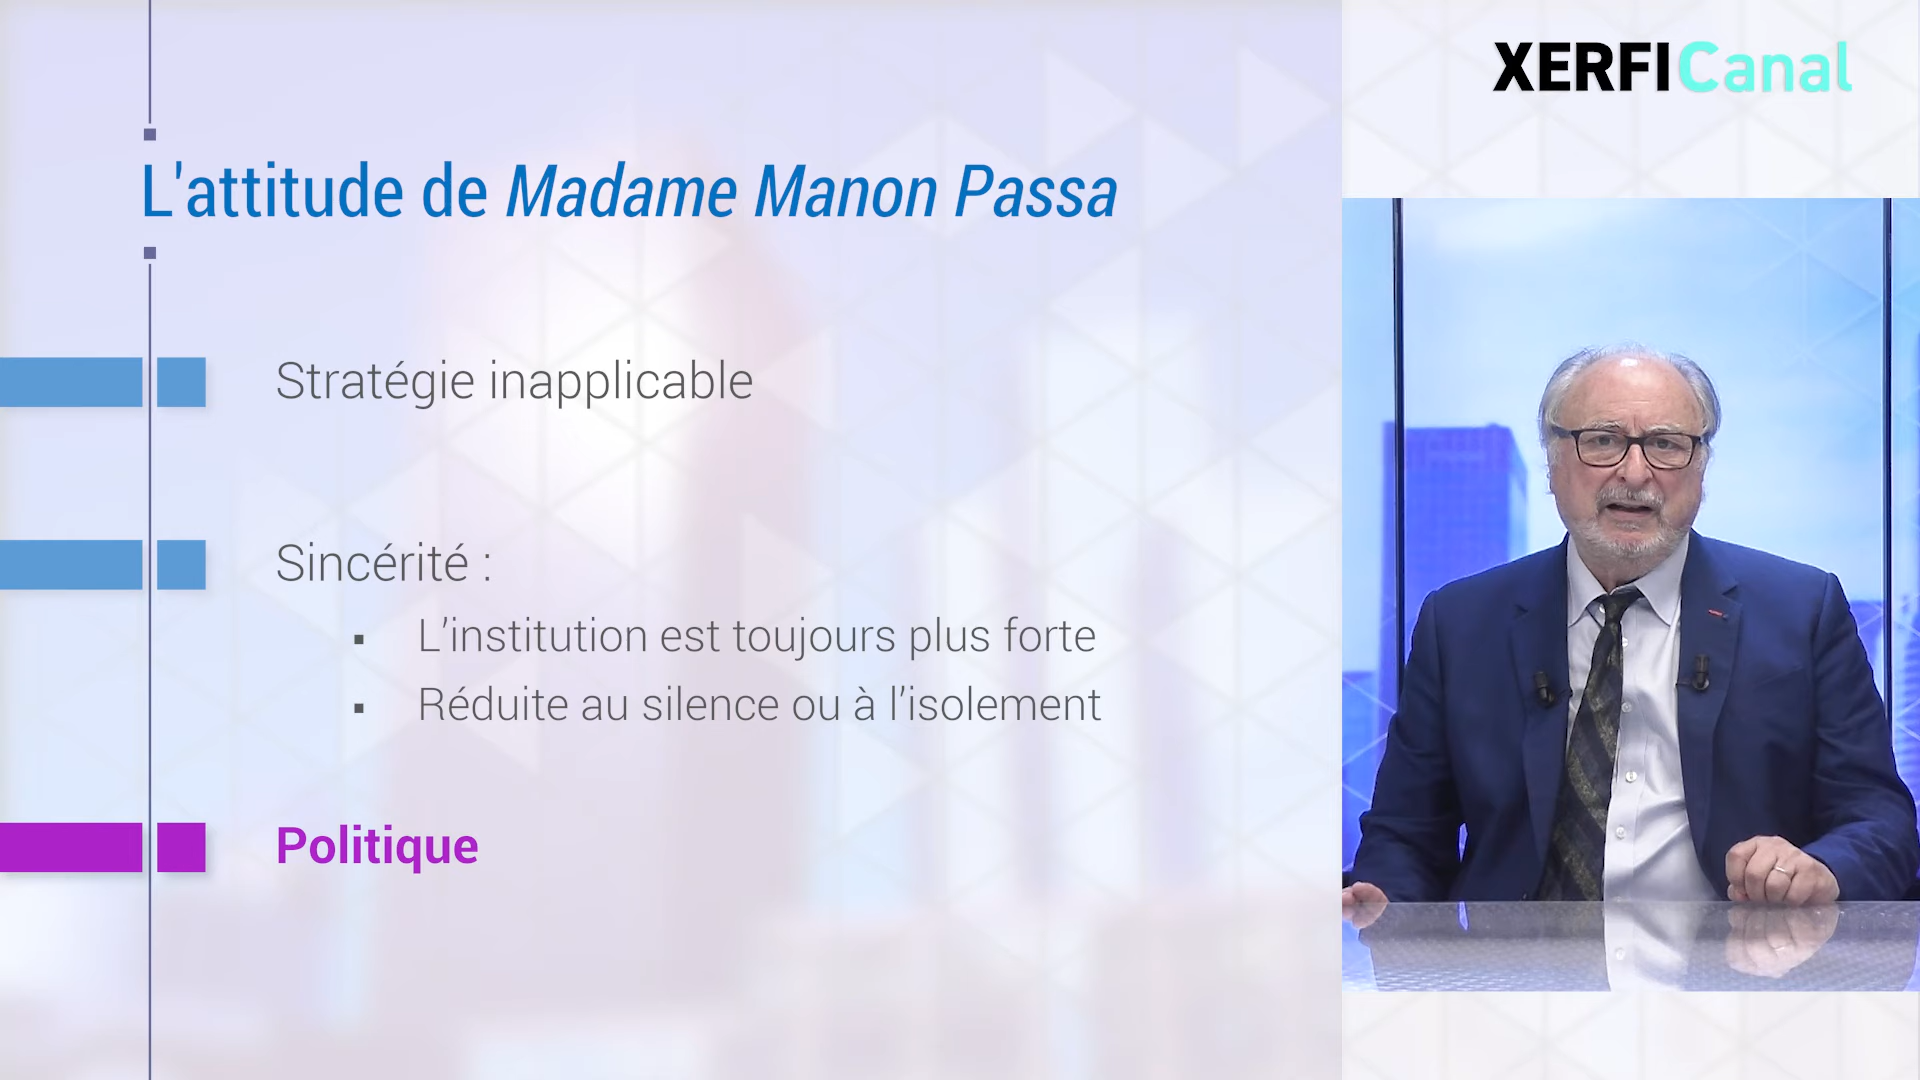 XERFI Canal
L'attitude de Madame Manon Passa
Stratégie inapplicable
Sincérité :
▪ L'institution est toujours plus forte
▪ Réduite au silence ou à l'isolement
Politique